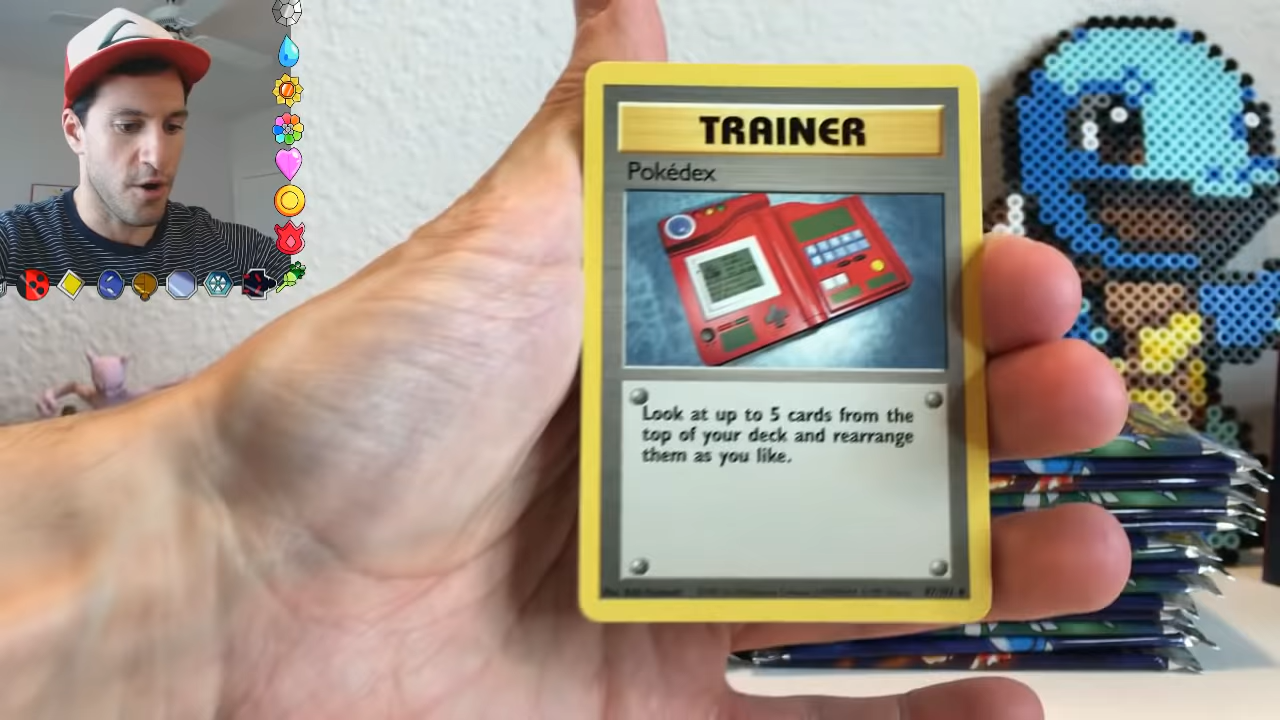 TRAINER
Pokédex
Look at up to 5 cards from the
top of your deck and rearrange
them as you like.